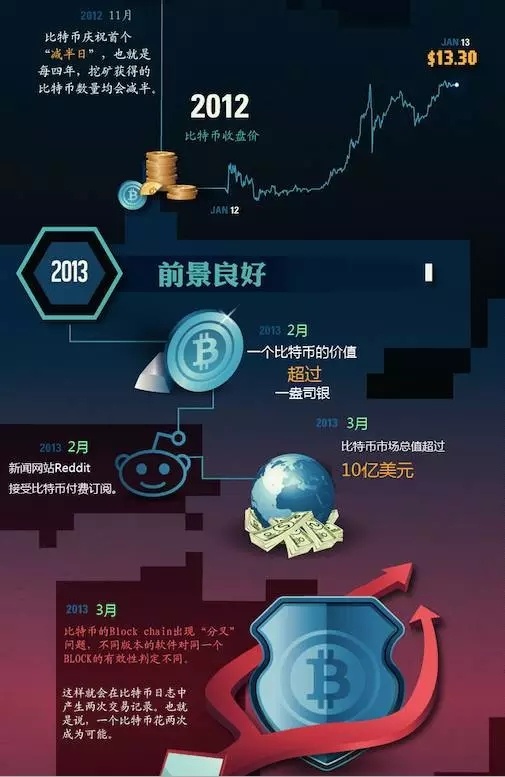 2012 11月
比特币庆祝首个
“减半日”，也就是
每四年，挖矿获得的
比特币数量均会减半。
JAN 13
$13.30
2012
比特币收盘价
JAN 12
2013
前景良好
2013 2月
一个比特币的价值
超过
一盎司银
2013 3月
比特币市场总值超过
10亿美元
2013 2月
新闻网站Reddit
接受比特币付费订阅。
2013 3月
比特币的Block chain出现“分叉”
问题，不同版本的软件对同一个
BLOCK的有效性判定不同。
这样就会在比特币日志中
产生两次交易记录。也就
是说，一个比特币花两次
成为可能。